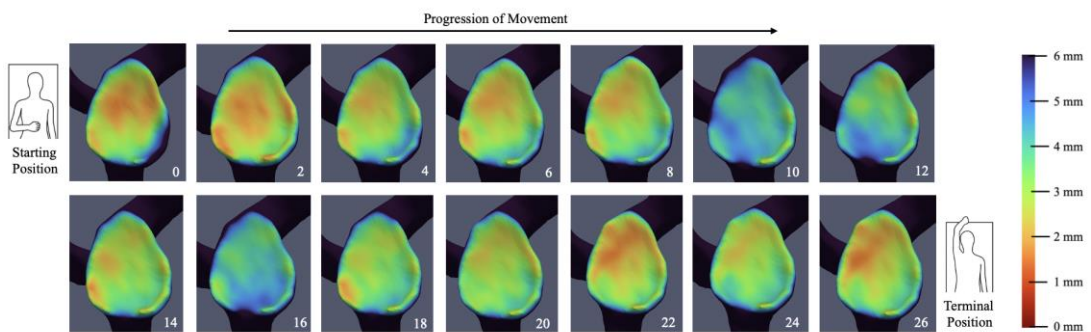 Progression of Movement
Starting
Position
0
2
4
6
8
10
12
14
16
18
20
22
24
26
Terminal
Position
6 mm
5 mm
4 mm
3 mm
2 mm
1 mm
0 mm